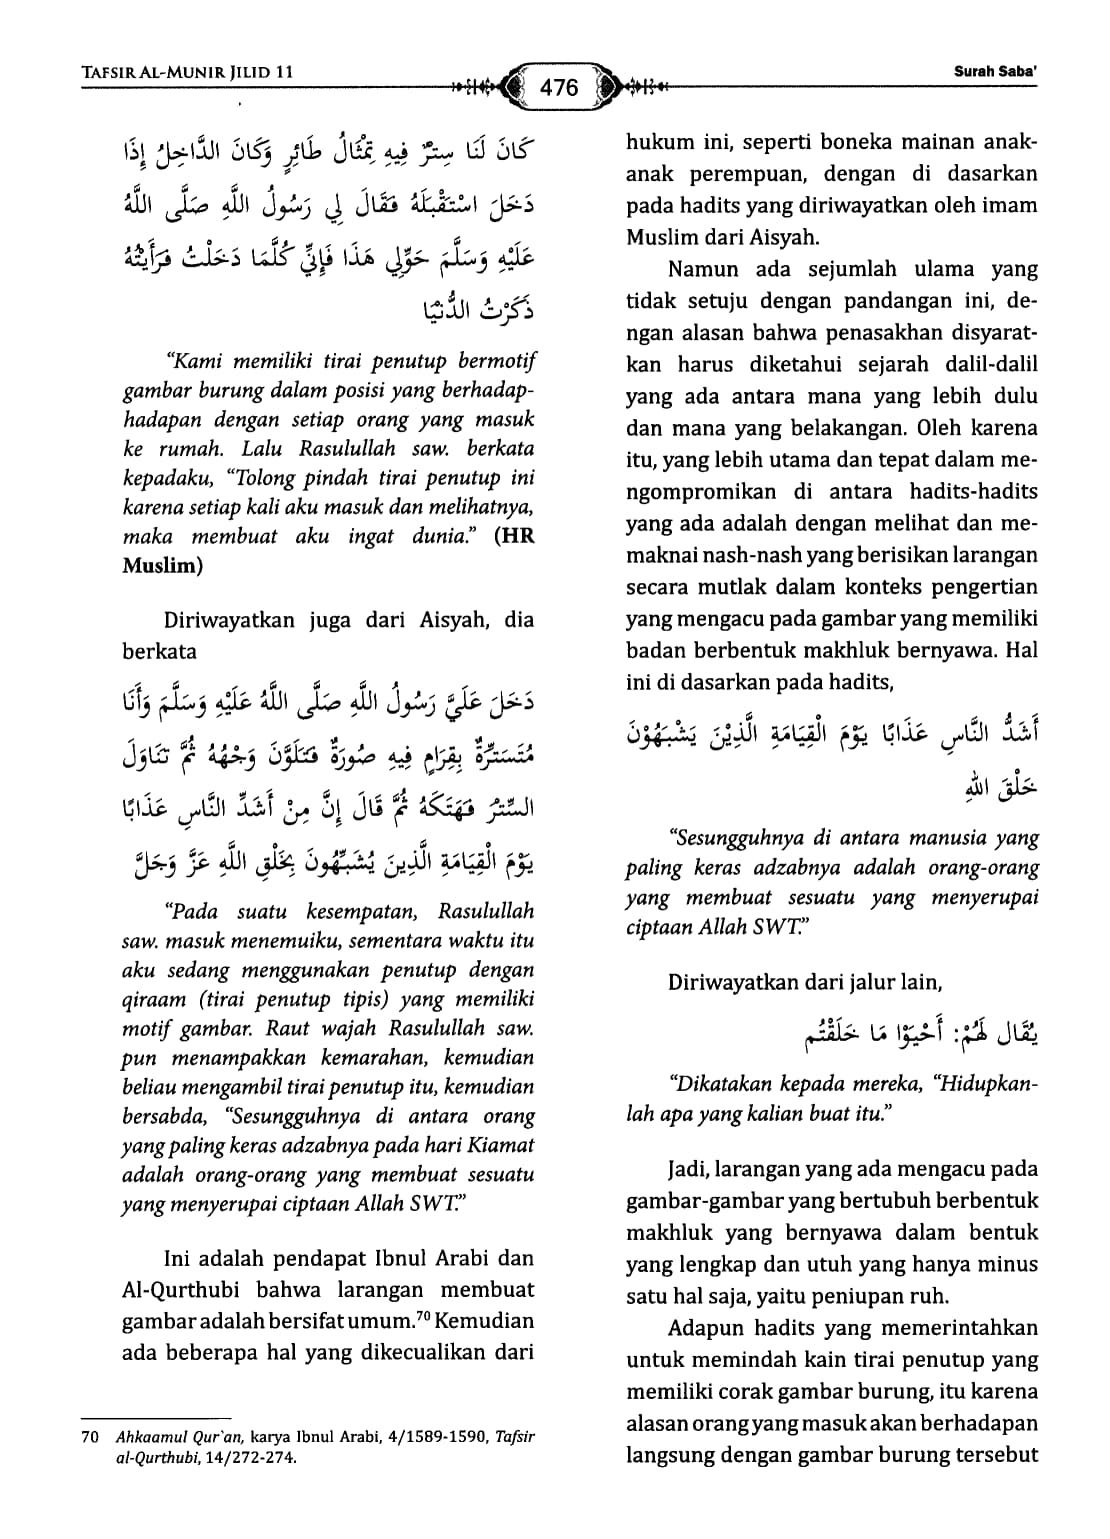 TAFSIR AL-MUNIR JILID 11
476
Surah Saba'
كَانَ لَنَا سِتْرٌ فِيهِ تِمْثَالُ طَائِرٍ وَكَانَ الدَّاخِلُ إِذَا
دَخَلَ اسْتَقْبَلَهُ فَقَالَ لِي رَسُولُ اللَّهِ صَلَّى اللَّهُ
عَلَيْهِ وَسَلَّمَ حَوِّلِي هَذَا فَإِنِّي كُلَّمَا دَخَلْتُ فَرَأَيْتُهُ
ذَكَرْتُ الدُّنْيَا
“Kami memiliki tirai penutup bermotif
gambar burung dalam posisi yang berhadap-
hadapan dengan setiap orang yang masuk
ke rumah. Lalu Rasulullah saw. berkata
kepadaku, “Tolong pindah tirai penutup ini
karena setiap kali aku masuk dan melihatnya,
maka membuat aku ingat dunia.” (HR
Muslim)
Diriwayatkan juga dari Aisyah, dia
berkata
دَخَلَ عَلَيَّ رَسُولُ اللَّهِ صَلَّى اللَّهُ عَلَيْهِ وَسَلَّمَ وَأَنَا
مُتَسَتِّرَةٌ بِقِرَامٍ فِيهِ صُورَةٌ فَتَلَوَّنَ وَجْهُهُ ثُمَّ تَنَاوَلَ
السِّتْرَ فَهَتَكَهُ ثُمَّ قَالَ إِنَّ مِنْ أَشَدِّ النَّاسِ عَذَابًا
يَوْمَ الْقِيَامَةِ الَّذِينَ يُشَبِّهُونَ بِخَلْقِ اللَّهِ عَزَّ وَجَلَّ
“Pada suatu kesempatan, Rasulullah
saw. masuk menemuiku, sementara waktu itu
aku sedang menggunakan penutup dengan
qiraam (tirai penutup tipis) yang memiliki
motif gambar. Raut wajah Rasulullah saw.
pun menampakkan kemarahan, kemudian
beliau mengambil tirai penutup itu, kemudian
bersabda, “Sesungguhnya di antara orang
yang paling keras adzabnya pada hari Kiamat
adalah orang-orang yang membuat sesuatu
yang menyerupai ciptaan Allah SWT.”
Ini adalah pendapat Ibnul Arabi dan
Al-Qurthubi bahwa larangan membuat
gambar adalah bersifat umum.⁷⁰ Kemudian
ada beberapa hal yang dikecualikan dari
70 Ahkaamul Qur`an, karya Ibnul Arabi, 4/1589-1590, Tafsir
al-Qurthubi, 14/272-274.
hukum ini, seperti boneka mainan anak-
anak perempuan, dengan di dasarkan
pada hadits yang diriwayatkan oleh imam
Muslim dari Aisyah.
Namun ada sejumlah ulama yang
tidak setuju dengan pandangan ini, de-
ngan alasan bahwa penasakhan disyarat-
kan harus diketahui sejarah dalil-dalil
yang ada antara mana yang lebih dulu
dan mana yang belakangan. Oleh karena
itu, yang lebih utama dan tepat dalam me-
ngompromikan di antara hadits-hadits
yang ada adalah dengan melihat dan me-
maknai nash-nash yang berisikan larangan
secara mutlak dalam konteks pengertian
yang mengacu pada gambar yang memiliki
badan berbentuk makhluk bernyawa. Hal
ini di dasarkan pada hadits,
أَشَدُّ النَّاسِ عَذَابًا يَوْمَ الْقِيَامَةِ الَّذِيْنَ يَشْبَهُوْنَ
خَلْقَ اللهِ
“Sesungguhnya di antara manusia yang
paling keras adzabnya adalah orang-orang
yang membuat sesuatu yang menyerupai
ciptaan Allah SWT.”
Diriwayatkan dari jalur lain,
يُقَال لَهُمْ: أَحْيَوْا مَا خَلَقْتُم
“Dikatakan kepada mereka, “Hidupkan-
lah apa yang kalian buat itu.”
Jadi, larangan yang ada mengacu pada
gambar-gambar yang bertubuh berbentuk
makhluk yang bernyawa dalam bentuk
yang lengkap dan utuh yang hanya minus
satu hal saja, yaitu peniupan ruh.
Adapun hadits yang memerintahkan
untuk memindah kain tirai penutup yang
memiliki corak gambar burung, itu karena
alasan orang yang masuk akan berhadapan
langsung dengan gambar burung tersebut